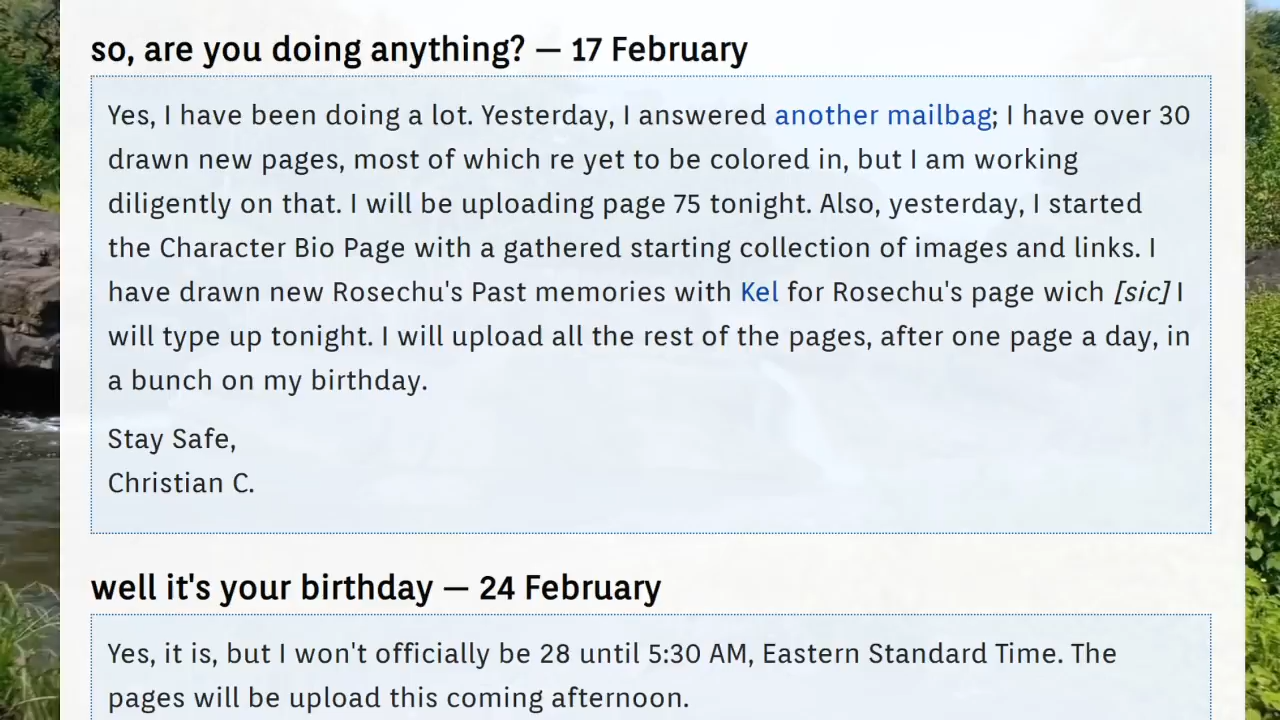 so, are you doing anything? — 17 February
Yes, I have been doing a lot. Yesterday, I answered another mailbag; I have over 30
drawn new pages, most of which re yet to be colored in, but I am working
diligently on that. I will be uploading page 75 tonight. Also, yesterday, I started
the Character Bio Page with a gathered starting collection of images and links. I
have drawn new Rosechu's Past memories with Kel for Rosechu's page wich [sic] I
will type up tonight. I will upload all the rest of the pages, after one page a day, in
a bunch on my birthday.
Stay Safe,
Christian C.
well it's your birthday — 24 February
Yes, it is, but I won't officially be 28 until 5:30 AM, Eastern Standard Time. The
pages will be upload this coming afternoon.